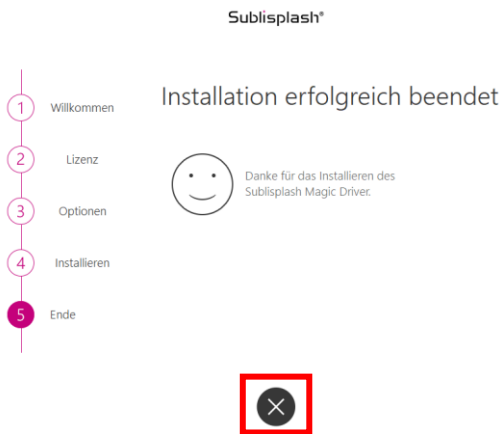 Sublisplash®
Installation erfolgreich beendet
1 Willkommen
2 Lizenz
3 Optionen
4 Installieren
5 Ende
Danke für das Installieren des
Sublisplash Magic Driver.